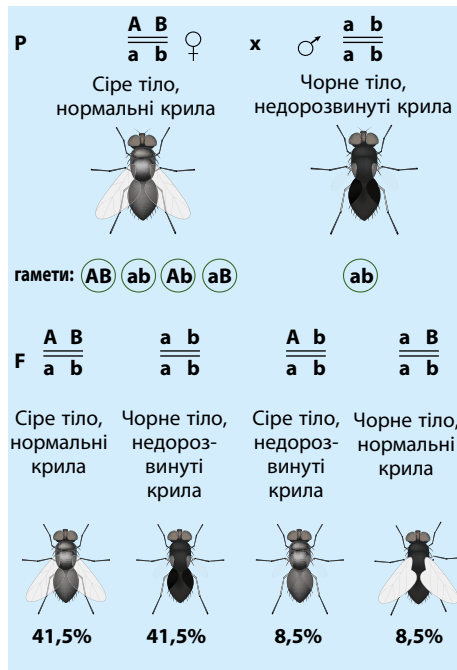 P
A B
a b
♀
x
♂
a b
a b
Сіре тіло,
нормальні крила
Чорне тіло,
недорозвинуті крила
гамети: AB ab Ab aB
ab
F
A B
a b
a b
a b
A b
a b
a B
a b
Сіре тіло,
нормальні
крила
Чорне тіло,
недороз-
винуті
крила
Сіре тіло,
недороз-
винуті
крила
Чорне тіло,
нормальні
крила
41,5%
41,5%
8,5%
8,5%